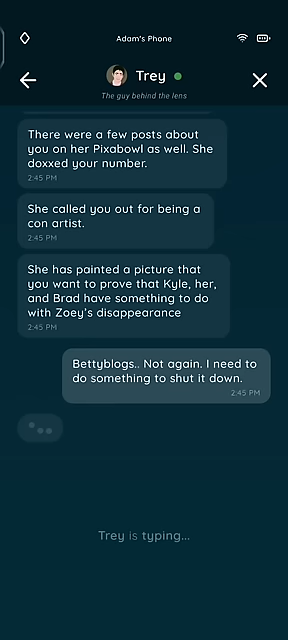 Adam's Phone
Trey
The guy behind the lens
There were a few posts about
you on her Pixabowl as well. She
doxxed your number.
2:45 PM
She called you out for being a
con artist.
2:45 PM
She has painted a picture that
you want to prove that Kyle, her,
and Brad have something to do
with Zoey's disappearance
2:45 PM
Bettyblogs.. Not again. I need to
do something to shut it down.
2:45 PM
Trey is typing...